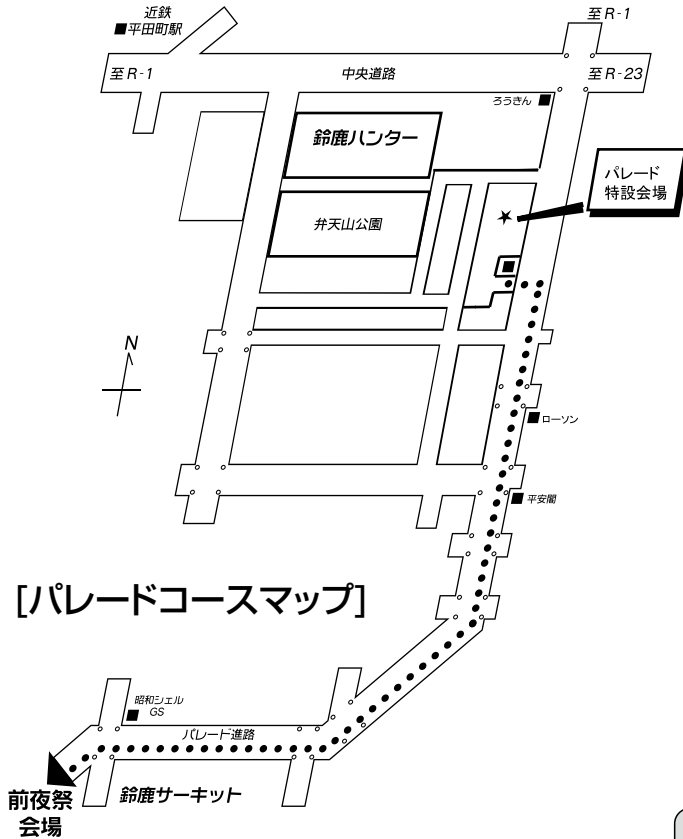 近鉄
平田町駅
至R-1
至R-1
中央道路
至R-23
ろうきん
鈴鹿ハンター
パレード
特設会場
弁天山公園
N
ローソン
平安閣
[パレードコースマップ]
昭和シェル
GS
パレード進路
前夜祭
会場
鈴鹿サーキット